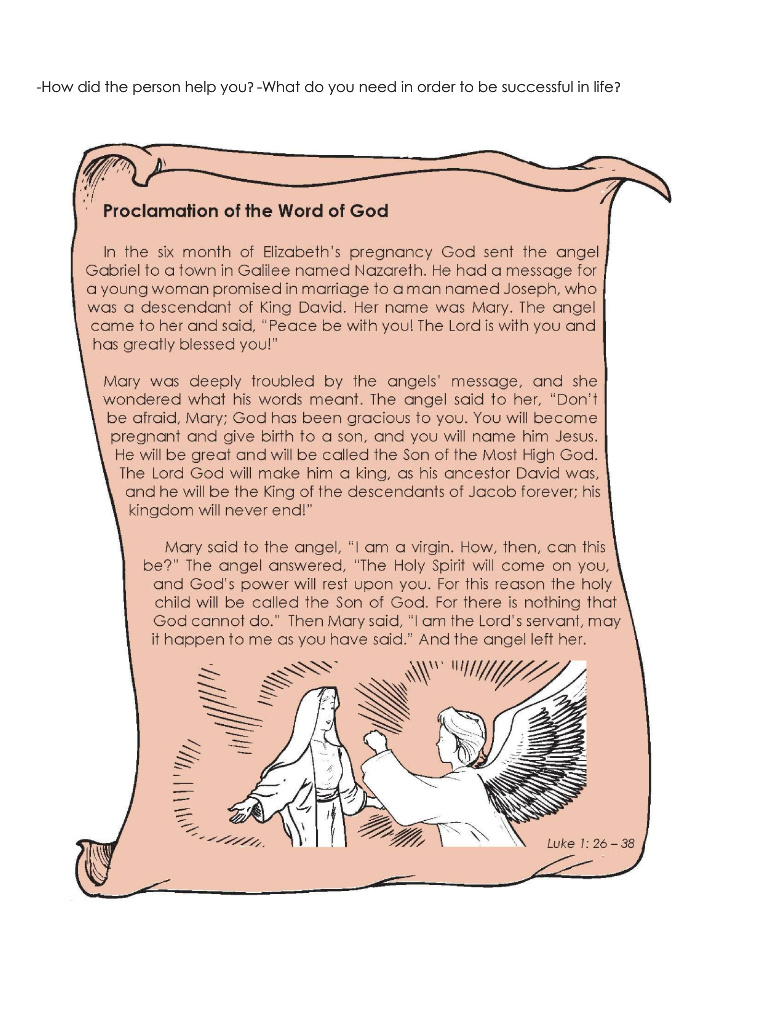 -How did the person help you? -What do you need in order to be successful in life?
Proclamation of the Word of God
In the six month of Elizabeth's pregnancy God sent the angel
Gabriel to a town in Galilee named Nazareth. He had a message for
a young woman promised in marriage to a man named Joseph, who
was a descendant of King David. Her name was Mary. The angel
came to her and said, "Peace be with you! The Lord is with you and
has greatly blessed you!"
Mary was deeply troubled by the angels' message, and she
wondered what his words meant. The angel said to her, "Don't
be afraid, Mary; God has been gracious to you. You will become
pregnant and give birth to a son, and you will name him Jesus.
He will be great and will be called the Son of the Most High God.
The Lord God will make him a king, as his ancestor David was,
and he will be the King of the descendants of Jacob forever; his
kingdom will never end!"
Mary said to the angel, "I am a virgin. How, then, can this
be?" The angel answered, "The Holy Spirit will come on you,
and God's power will rest upon you. For this reason the holy
child will be called the Son of God. For there is nothing that
God cannot do." Then Mary said, "I am the Lord's servant, may
it happen to me as you have said." And the angel left her.
Luke 1: 26 – 38